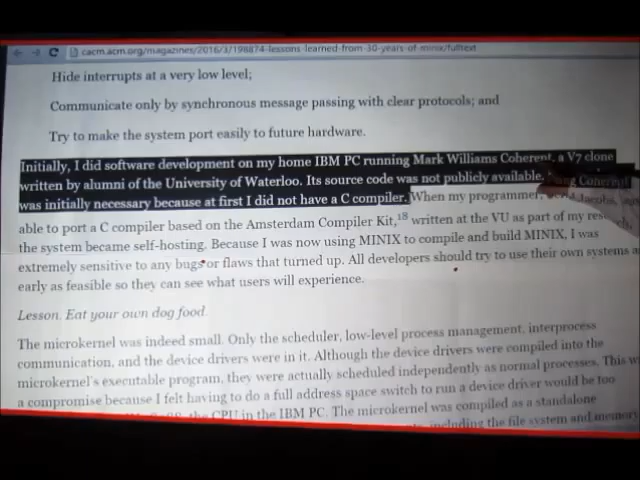 cacm.acm.org/magazines/2016/3/198874-lessons-learned-from-30-years-of-minix/fulltext
Hide interrupts at a very low level;
Communicate only by synchronous message passing with clear protocols; and
Try to make the system port easily to future hardware.
Initially, I did software development on my home IBM PC running Mark Williams Coherent, a V7 clone
written by alumni of the University of Waterloo. Its source code was not publicly available. Coherent
was initially necessary because at first I did not have a C compiler. When my programmer, Jacobs,
able to port a C compiler based on the Amsterdam Compiler Kit,18 written at the VU as part of my
the system became self-hosting. Because I was now using MINIX to compile and build MINIX, I was
extremely sensitive to any bugs or flaws that turned up. All developers should try to use their own systems
early as feasible so they can see what users will experience.
Lesson. Eat your own dog food.
The microkernel was indeed small. Only the scheduler, low-level process management, interprocess
communication, and the device drivers were in it. Although the device drivers were compiled into the
microkernel's executable program, they were actually scheduled independently as normal processes. This
a compromise because I felt having to do a full address space switch to run a device driver would be too
the CPU in the IBM PC. The microkernel was compiled as a standalone
including the file system and memory